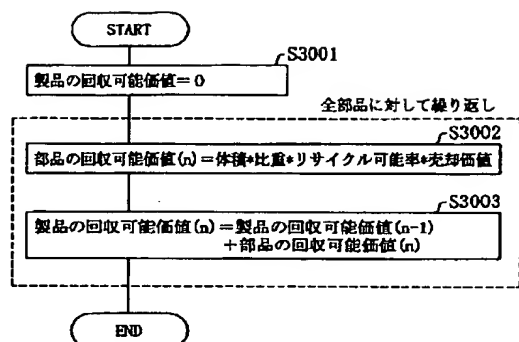 START
S3001
製品の回収可能価値=0
全部品に対して繰り返し
S3002
部品の回収可能価値(n)=体積*比重*リサイクル可能率*売却価値
S3003
製品の回収可能価値(n)=製品の回収可能価値(n-1)
+部品の回収可能価値(n)
END